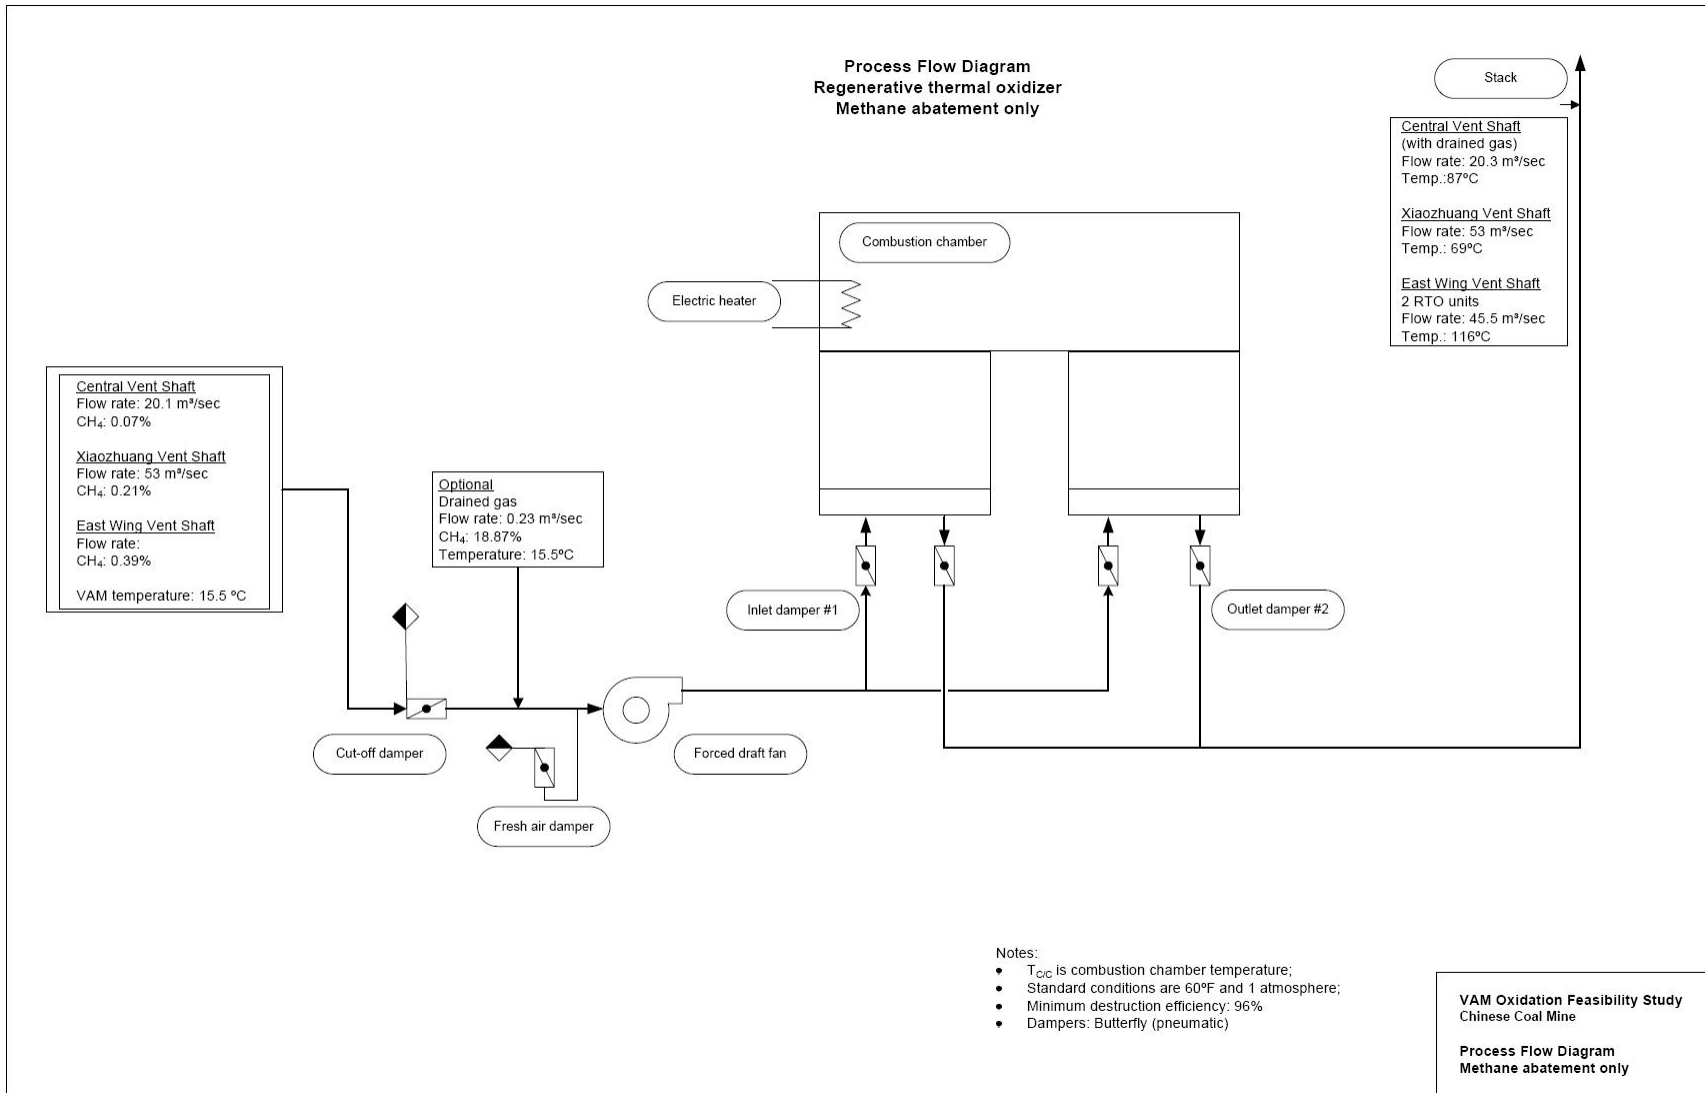 Process Flow Diagram
Regenerative thermal oxidizer
Methane abatement only
Stack
Central Vent Shaft
(with drained gas)
Flow rate: 20.3 m³/sec
Temp.:87ºC
Xiaozhuang Vent Shaft
Flow rate: 53 m³/sec
Temp.: 69ºC
East Wing Vent Shaft
2 RTO units
Flow rate: 45.5 m³/sec
Temp.: 116ºC
Combustion chamber
Electric heater
Central Vent Shaft
Flow rate: 20.1 m³/sec
CH₄: 0.07%
Xiaozhuang Vent Shaft
Flow rate: 53 m³/sec
CH₄: 0.21%
East Wing Vent Shaft
Flow rate:
CH₄: 0.39%
VAM temperature: 15.5 ºC
Optional
Drained gas
Flow rate: 0.23 m³/sec
CH₄: 18.87%
Temperature: 15.5ºC
Inlet damper #1
Outlet damper #2
Cut-off damper
Forced draft fan
Fresh air damper
Notes:
• T_C/C is combustion chamber temperature;
• Standard conditions are 60ºF and 1 atmosphere;
• Minimum destruction efficiency: 96%
• Dampers: Butterfly (pneumatic)
VAM Oxidation Feasibility Study
Chinese Coal Mine
Process Flow Diagram
Methane abatement only